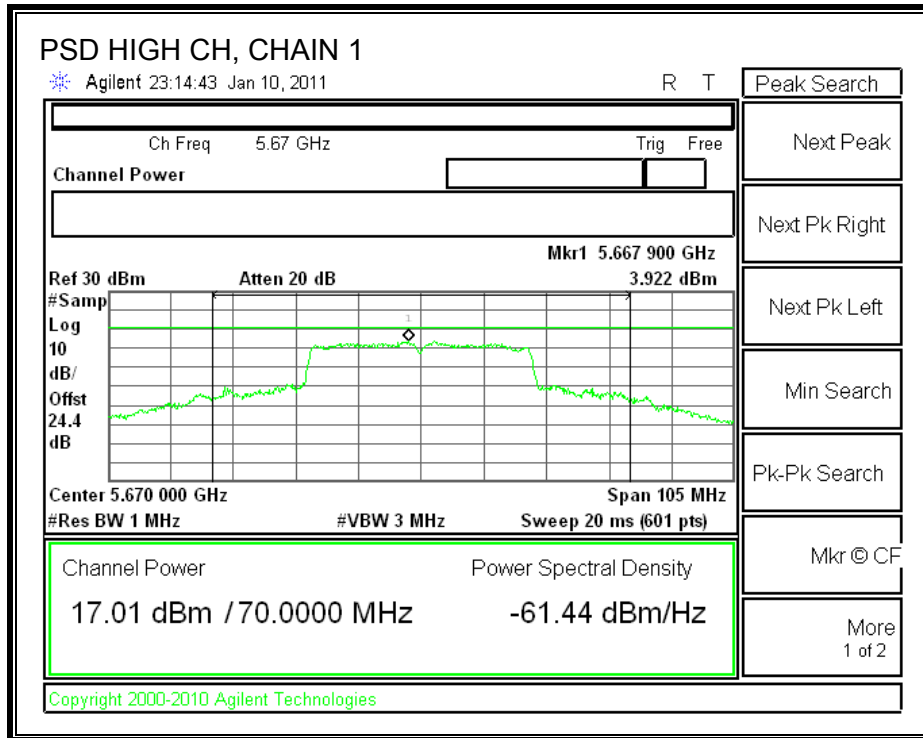 PSD HIGH CH, CHAIN 1
Agilent 23:14:43 Jan 10, 2011 R T
Peak Search
Ch Freq 5.67 GHz Trig Free
Channel Power
Next Peak
Next Pk Right
Mkr1 5.667 900 GHz
Ref 30 dBm Atten 20 dB 3.922 dBm
#Samp
Log
10
dB/
Offst
24.4
dB
1
Next Pk Left
Min Search
Pk-Pk Search
Center 5.670 000 GHz Span 105 MHz
#Res BW 1 MHz #VBW 3 MHz Sweep 20 ms (601 pts)
Channel Power Power Spectral Density
17.01 dBm / 70.0000 MHz -61.44 dBm/Hz
Mkr © CF
More
1 of 2
Copyright 2000-2010 Agilent Technologies